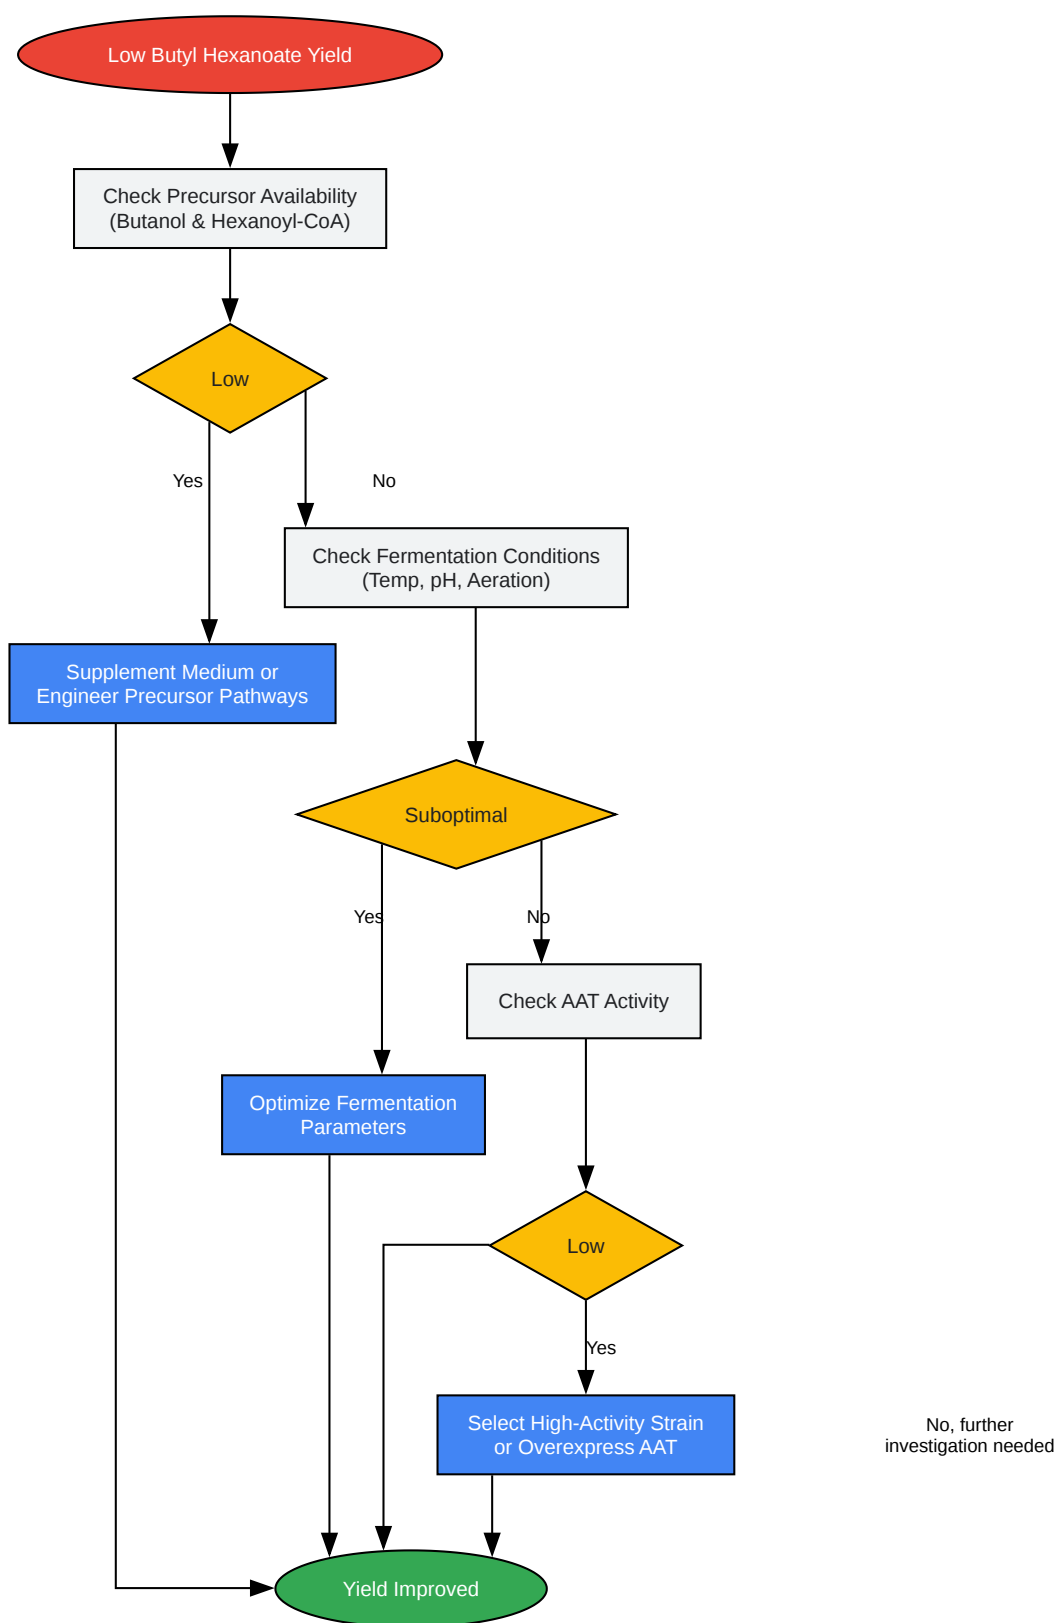 Low Butyl Hexanoate Yield
Check Precursor Availability
(Butanol & Hexanoyl-CoA)
Low
Yes
No
Check Fermentation Conditions
(Temp, pH, Aeration)
Supplement Medium or
Engineer Precursor Pathways
Suboptimal
Yes
No
Check AAT Activity
Optimize Fermentation
Parameters
Low
Yes
Select High-Activity Strain
or Overexpress AAT
No, further
investigation needed
Yield Improved